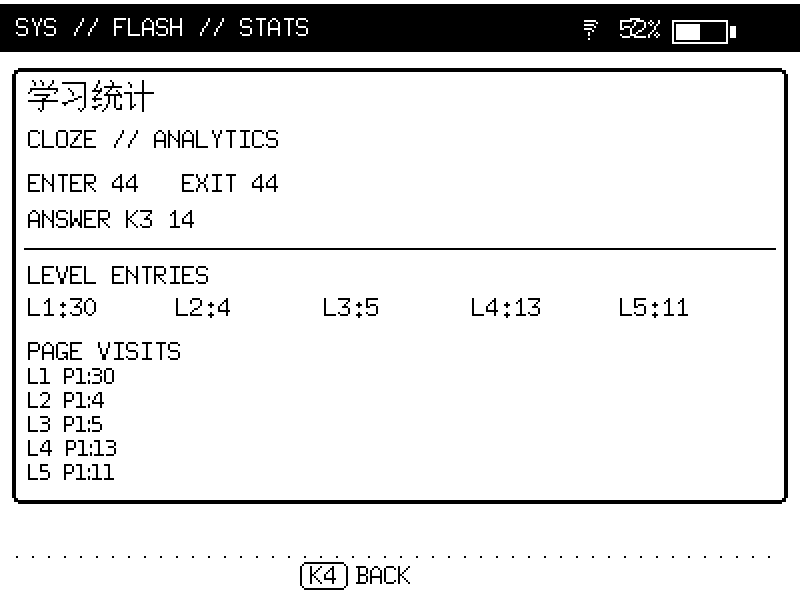 SYS // FLASH // STATS 52%
学习统计
CLOZE // ANALYTICS
ENTER 44 EXIT 44
ANSWER K3 14
LEVEL ENTRIES
L1:30 L2:4 L3:5 L4:13 L5:11
PAGE VISITS
L1 P1:30
L2 P1:4
L3 P1:5
L4 P1:13
L5 P1:11
K4 BACK